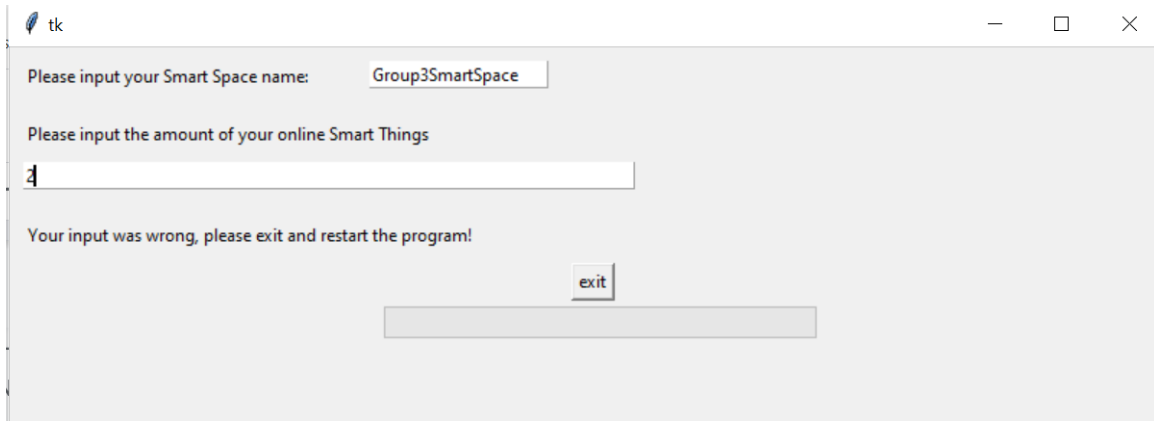 tk
Please input your Smart Space name: Group3SmartSpace
Please input the amount of your online Smart Things
2
Your input was wrong, please exit and restart the program!
exit